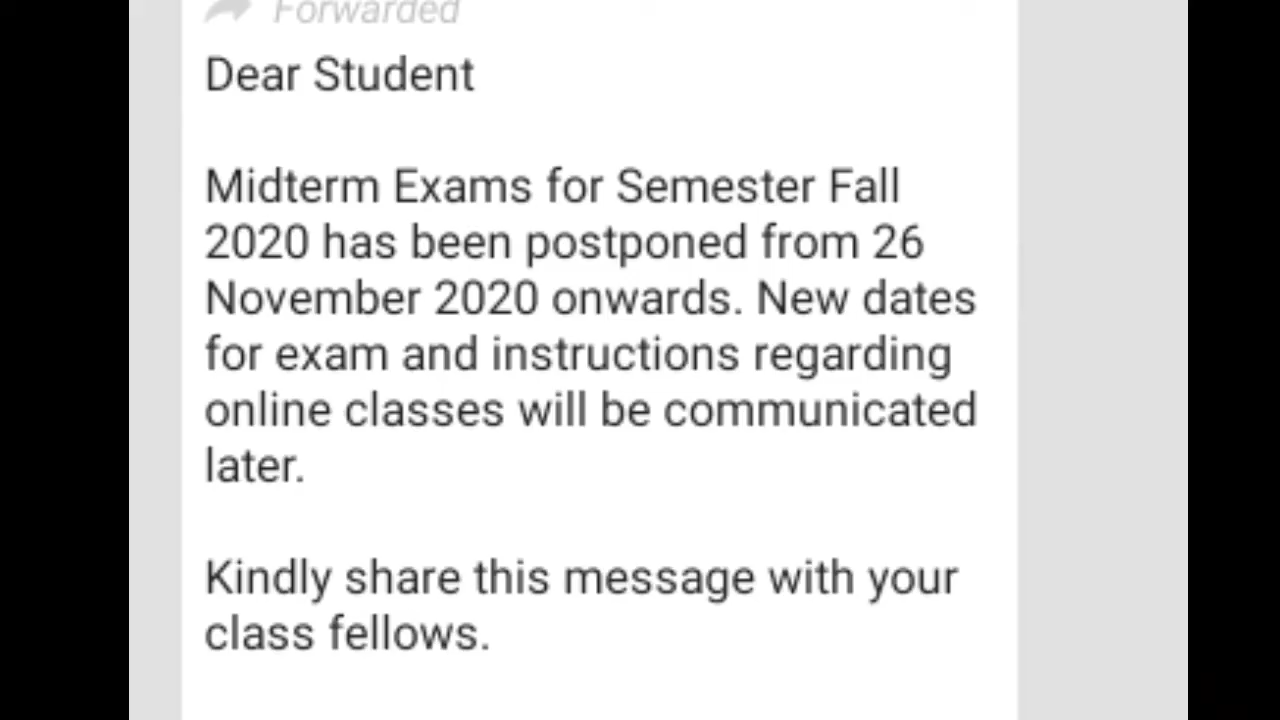 Forwarded
Dear Student
Midterm Exams for Semester Fall
2020 has been postponed from 26
November 2020 onwards. New dates
for exam and instructions regarding
online classes will be communicated
later.
Kindly share this message with your
class fellows.